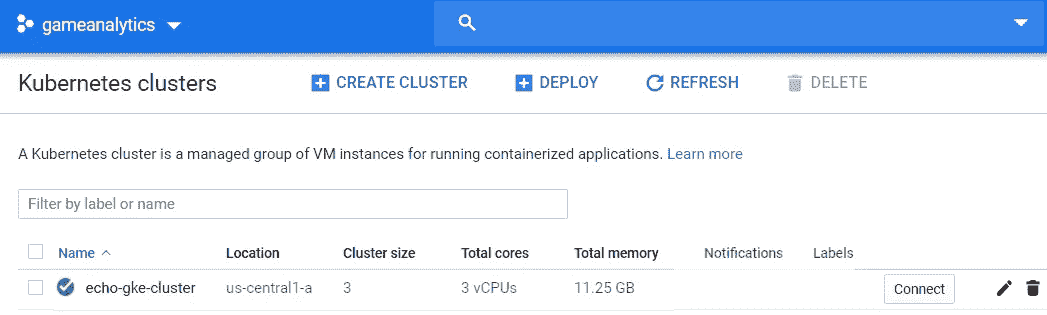 gameanalytics
Kubernetes clusters CREATE CLUSTER DEPLOY REFRESH DELETE
A Kubernetes cluster is a managed group of VM instances for running containerized applications. Learn more
Filter by label or name
Name Location Cluster size Total cores Total memory Notifications Labels
echo-gke-cluster us-central1-a 3 3 vCPUs 11.25 GB Connect